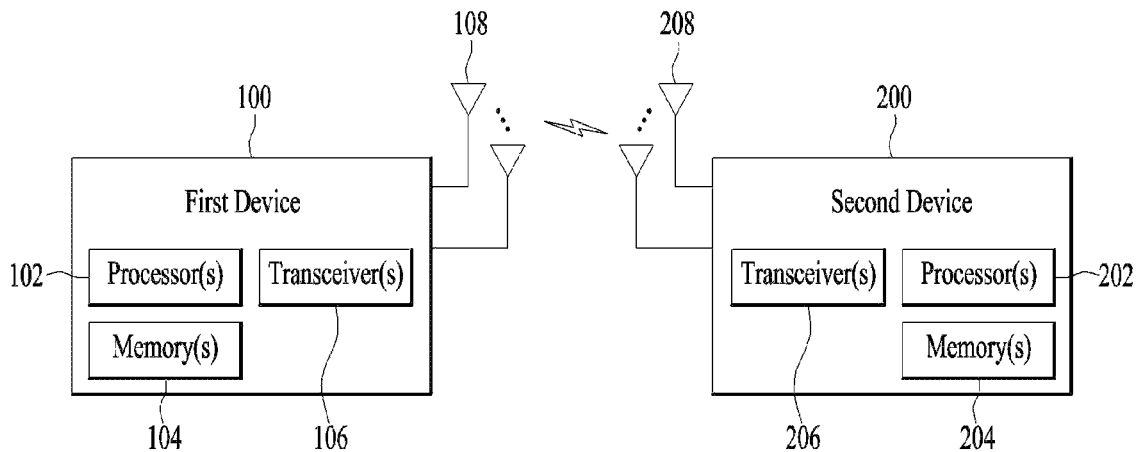 108 208
100 200
First Device Second Device
102 Processor(s) Transceiver(s) Transceiver(s) Processor(s) 202
Memory(s) Memory(s)
104 106 206 204